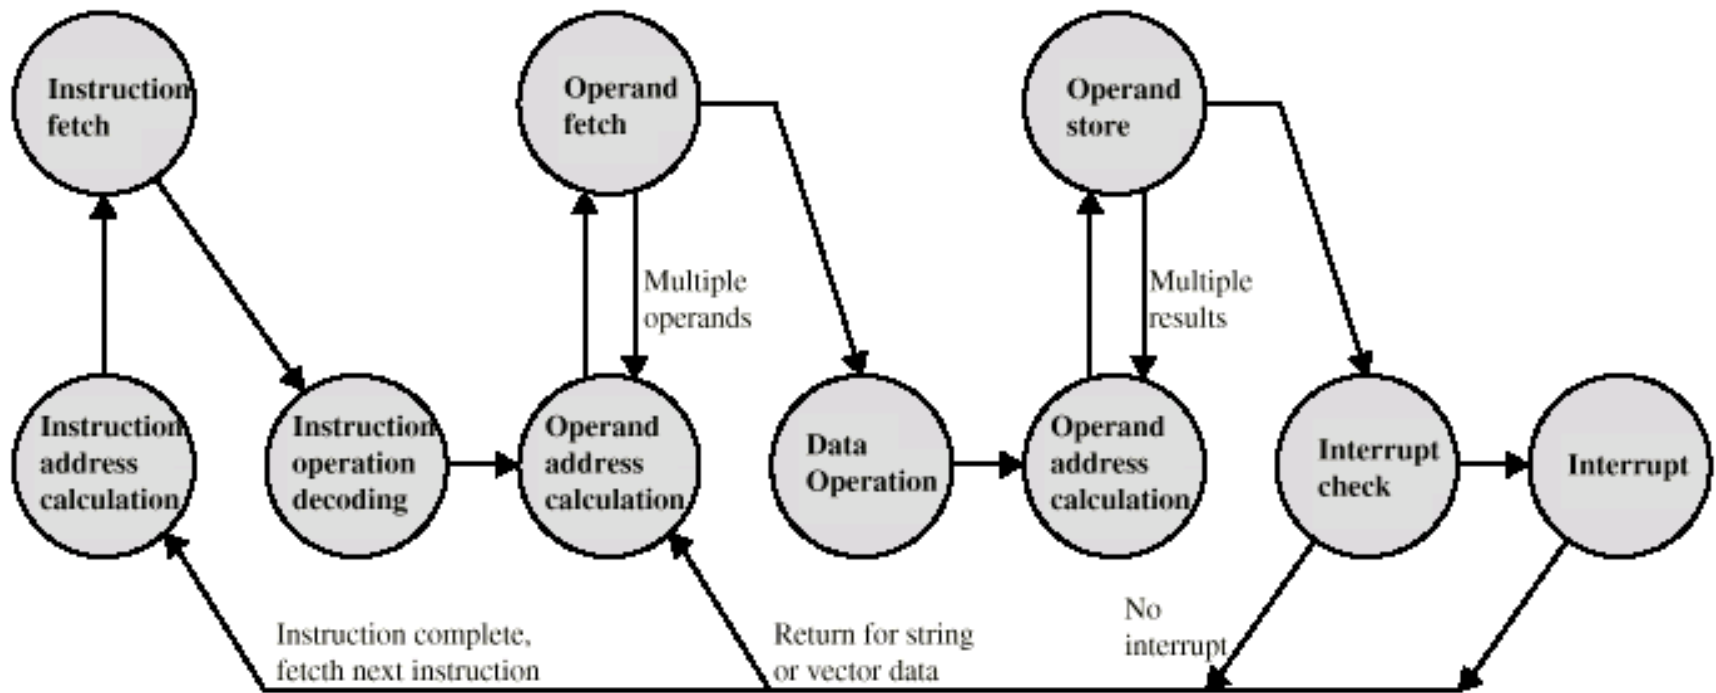 Instruction
fetch
Operand
fetch
Operand
store
Multiple
operands
Multiple
results
Instruction
address
calculation
Instruction
operation
decoding
Operand
address
calculation
Data
Operation
Operand
address
calculation
Interrupt
check
Interrupt
Instruction complete,
fetcth next instruction
Return for string
or vector data
No
interrupt